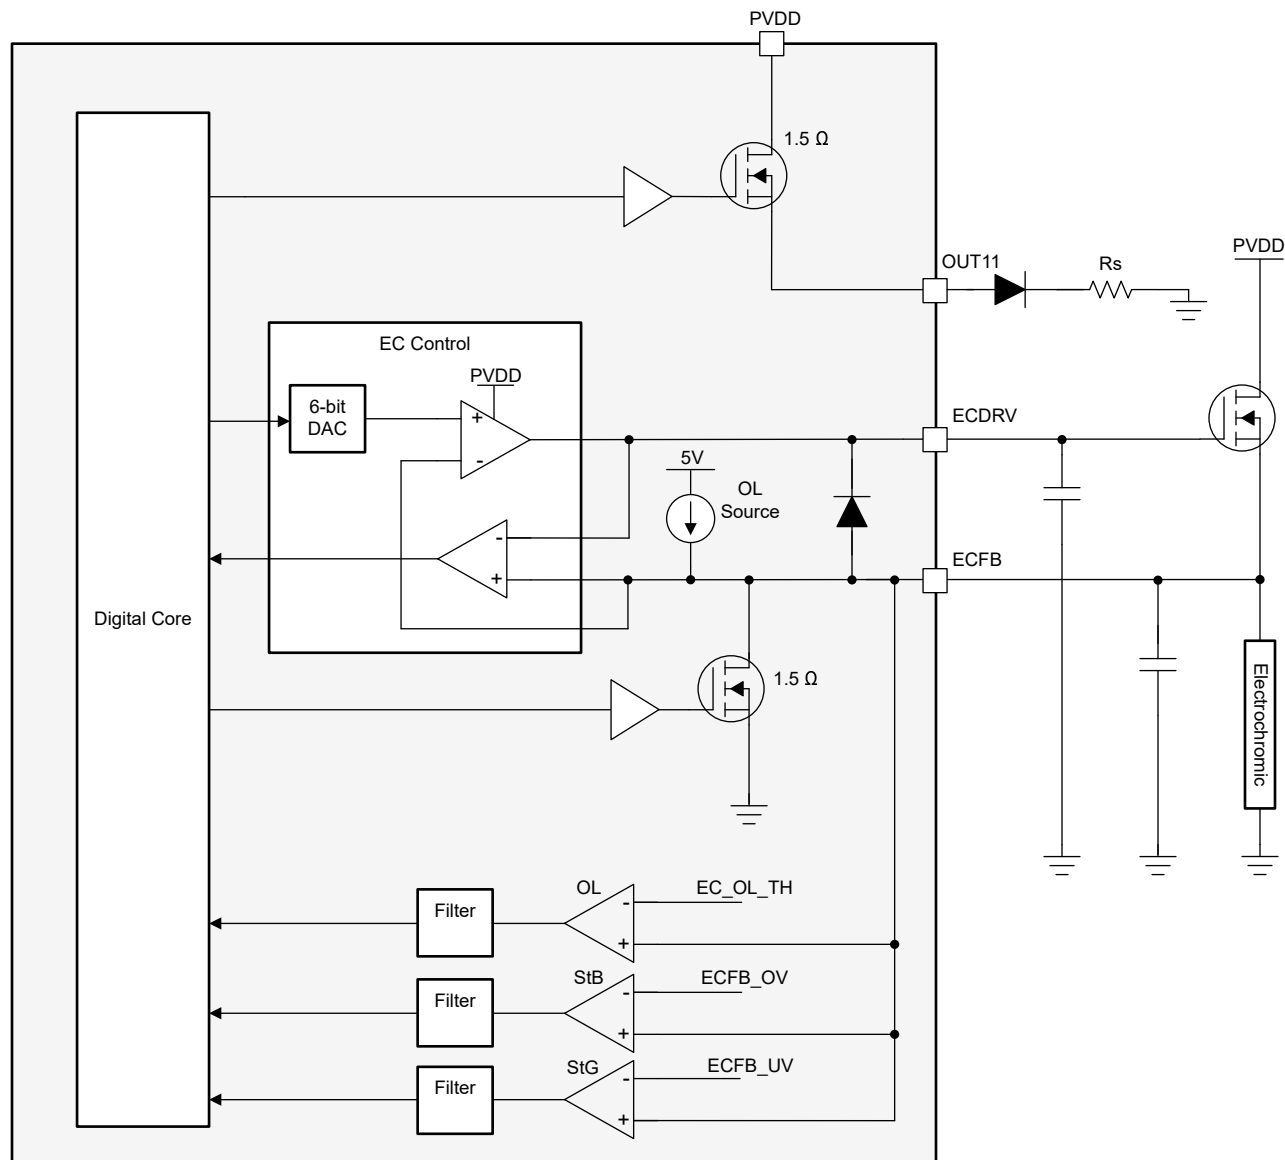 PVDD
1.5 Ω
OUT11
Rs
PVDD
EC Control
PVDD
6-bit
DAC
+
-
ECDRV
5V
OL
Source
-
+
ECFB
Digital Core
1.5 Ω
Electrochromic
OL
EC_OL_TH
Filter
-
+
StB
ECFB_OV
Filter
-
+
StG
ECFB_UV
Filter
-
+